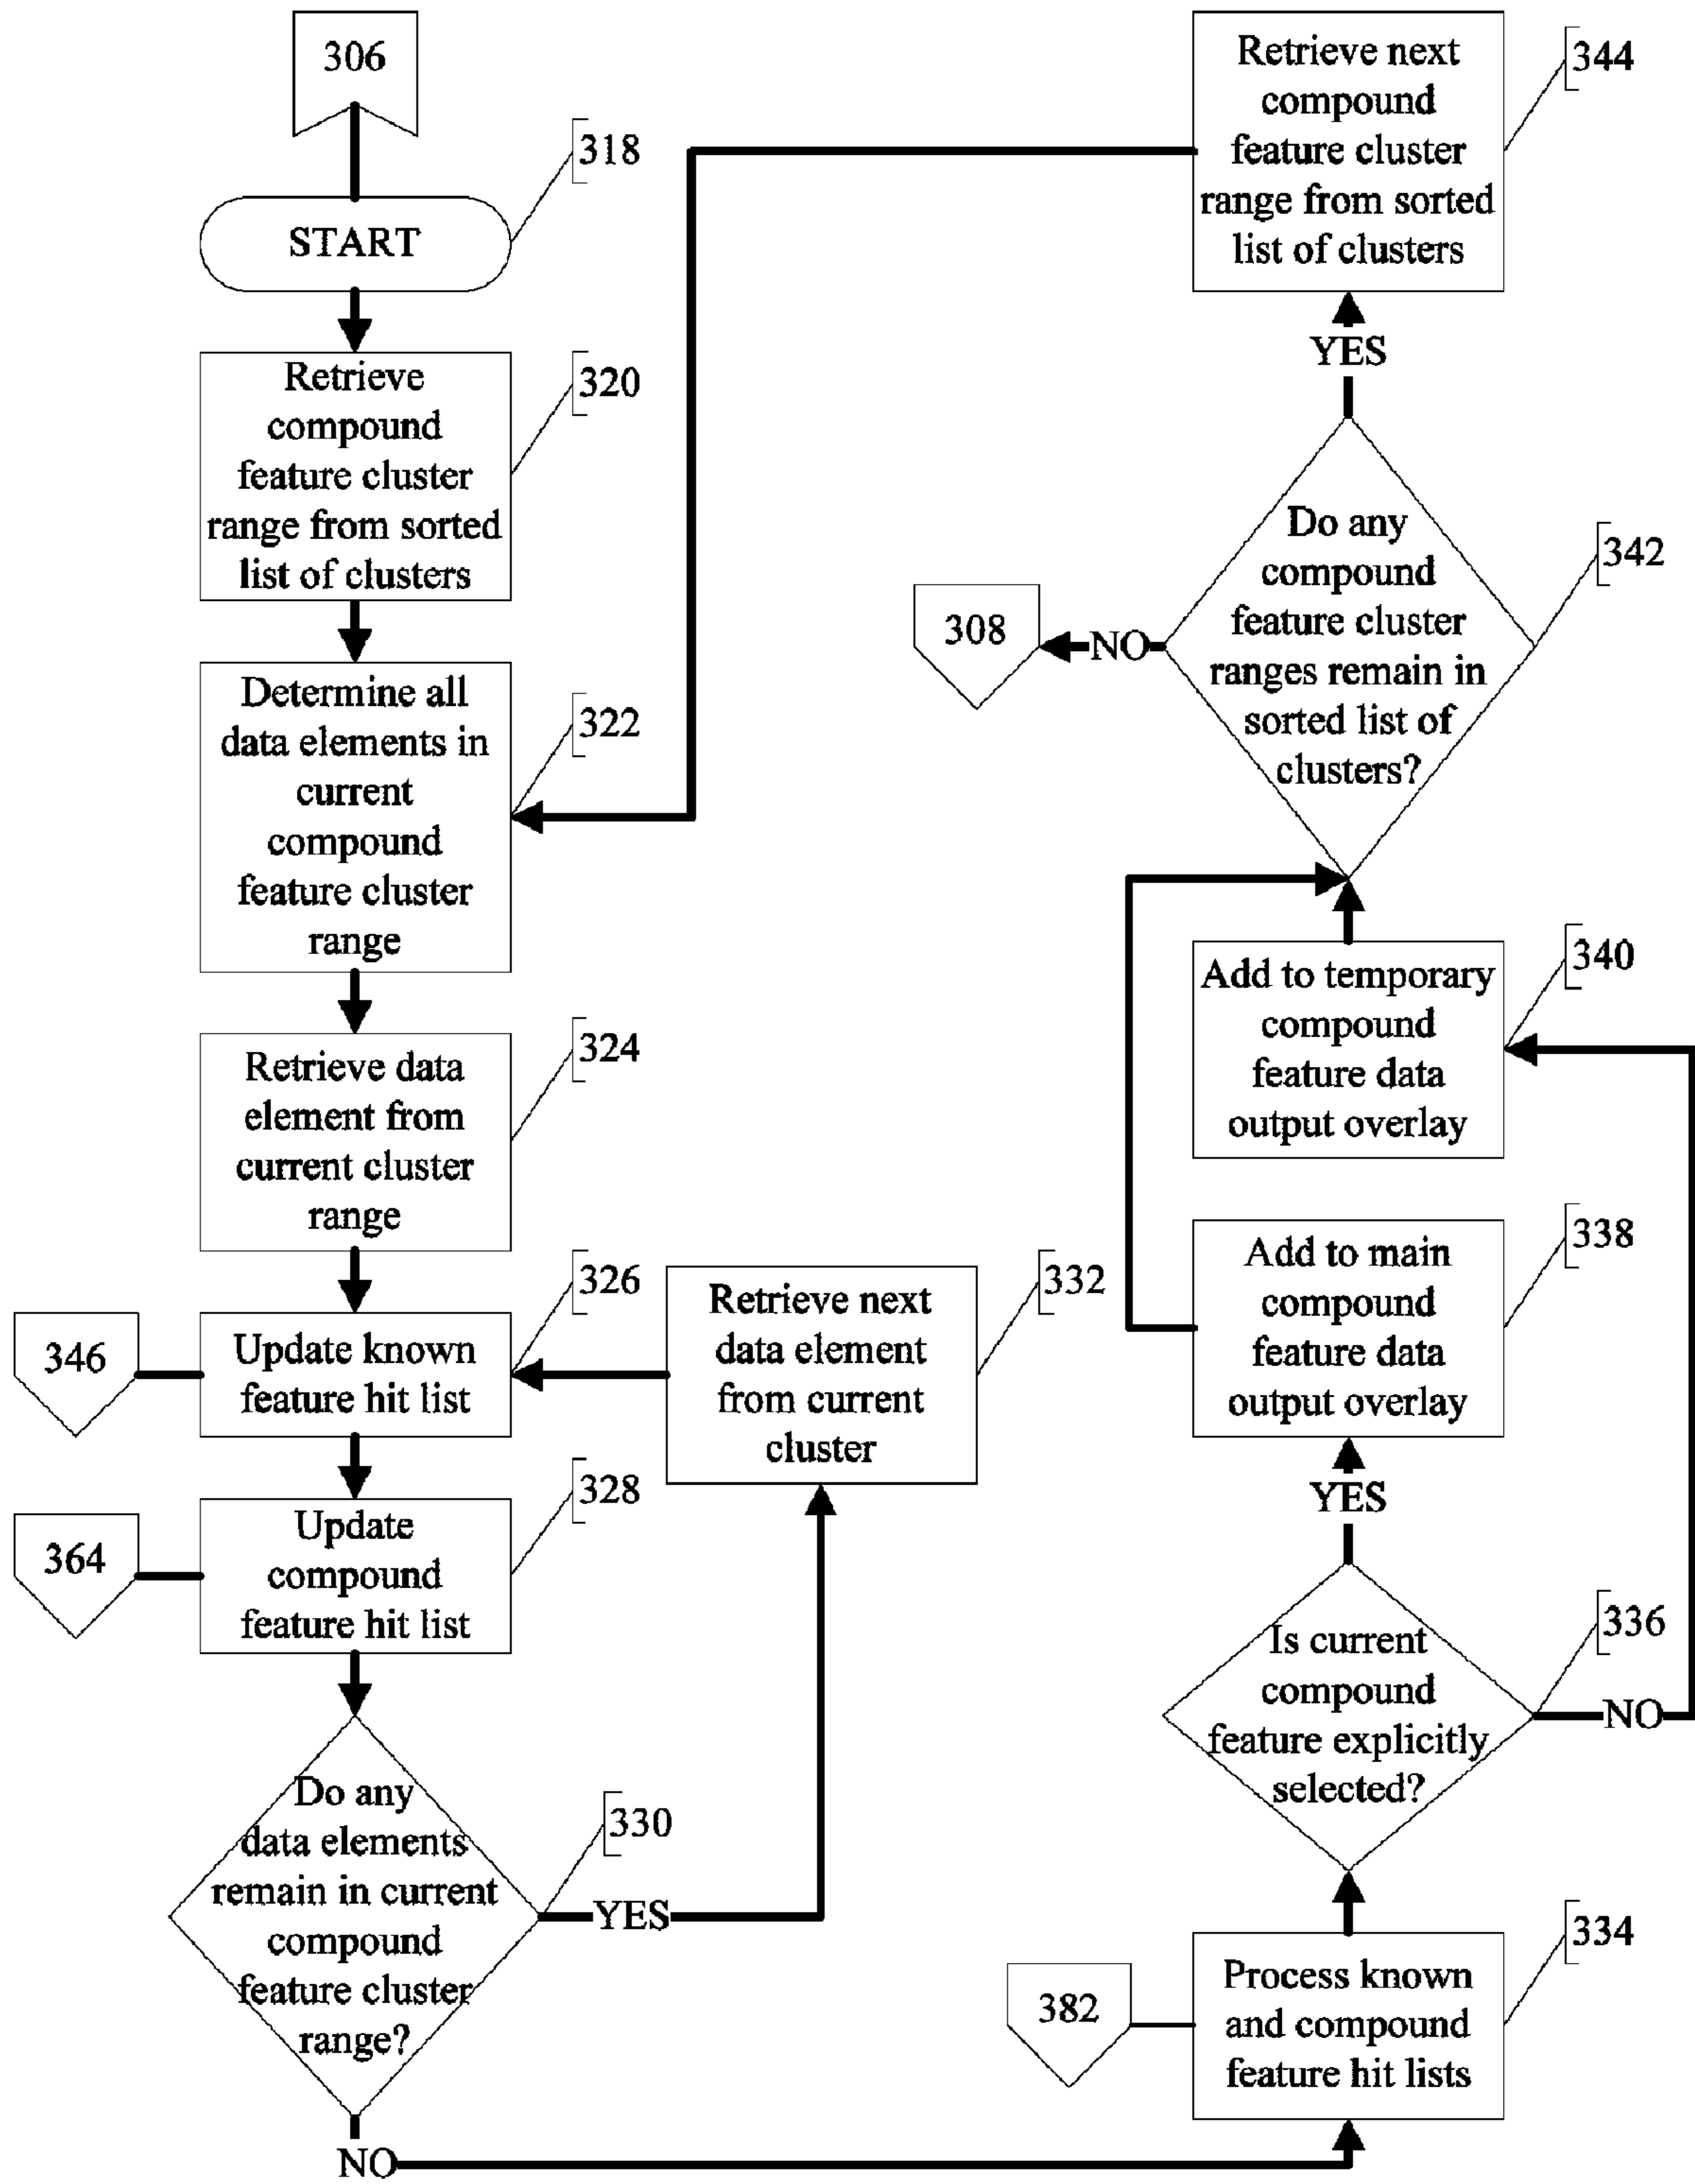 306
318
START
Retrieve
compound
feature cluster
range from sorted
list of clusters
320
Determine all
data elements in
current
compound
feature cluster
range
322
Retrieve data
element from
current cluster
range
324
346
Update known
feature hit list
326
Retrieve next
data element
from current
cluster
332
364
Update
compound
feature hit list
328
Do any
data elements
remain in current
compound
feature cluster
range?
330
YES
NO
382
Process known
and compound
feature hit lists
334
Is current
compound
feature explicitly
selected?
336
NO
YES
Add to main
compound
feature data
output overlay
338
Add to temporary
compound
feature data
output overlay
340
Do any
compound
feature cluster
ranges remain in
sorted list of
clusters?
342
NO
308
YES
Retrieve next
compound
feature cluster
range from sorted
list of clusters
344